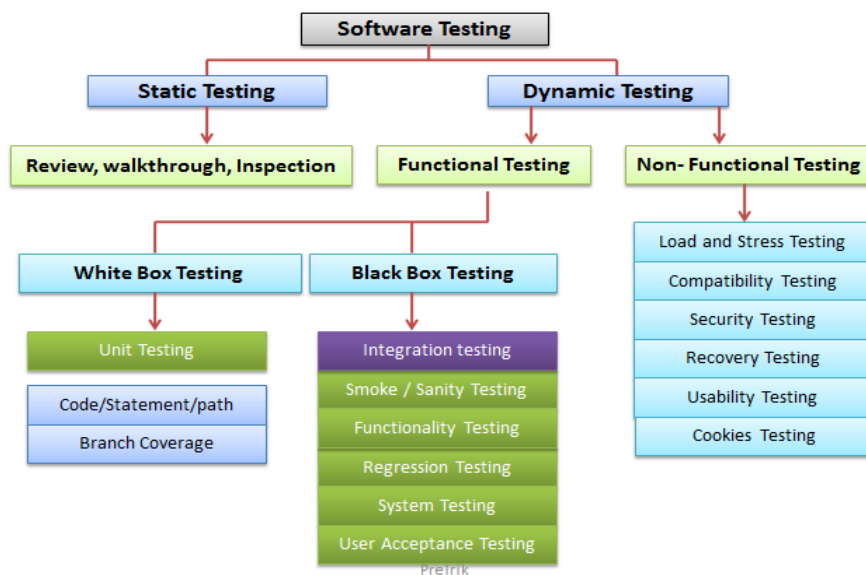 Software Testing
Static Testing
Dynamic Testing
Review, walkthrough, Inspection
Functional Testing
Non- Functional Testing
White Box Testing
Black Box Testing
Unit Testing
Code/Statement/path
Branch Coverage
Integration testing
Smoke / Sanity Testing
Functionality Testing
Regression Testing
System Testing
User Acceptance Testing
Load and Stress Testing
Compatibility Testing
Security Testing
Recovery Testing
Usability Testing
Cookies Testing